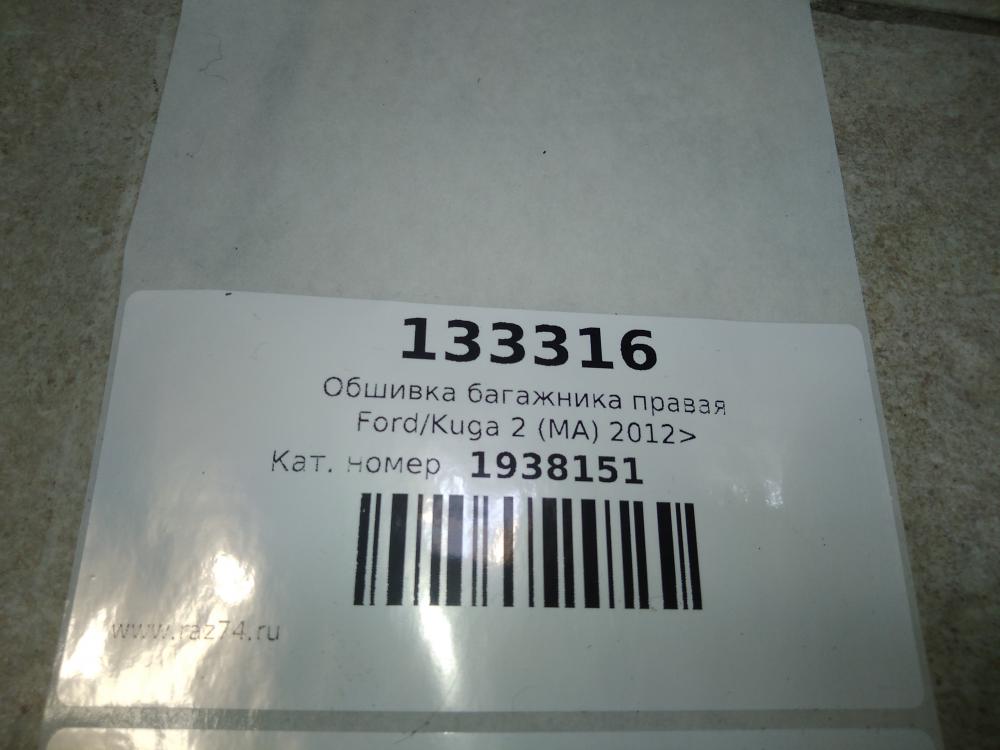 133316
Обшивка багажника правая
Ford/Kuga 2 (MA) 2012>
Кат. номер 1938151
www.raz74.ru